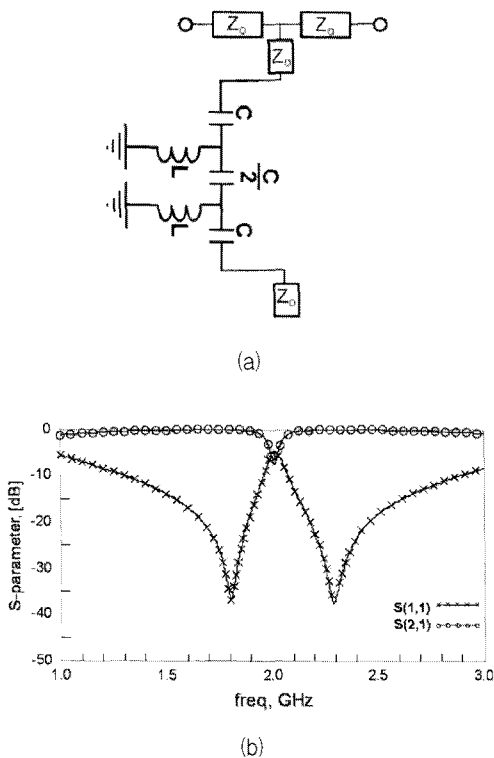 Z₀ Z₀
Z₀
C
L
C/2
L
C
Z₀
(a)
0
-10
-20
-30
-40
-50
S-parameter, [dB]
S(1,1)
S(2,1)
1.0 1.5 2.0 2.5 3.0
freq, GHz
(b)